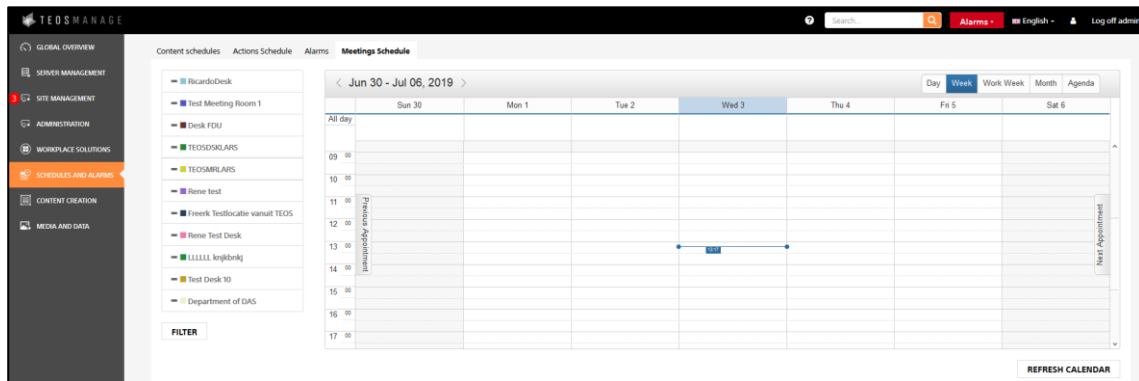 TEOSMANAGE
?
Search...
Alarms
English
Log off admin
GLOBAL OVERVIEW
SERVER MANAGEMENT
3
SITE MANAGEMENT
ADMINISTRATION
WORKPLACE SOLUTIONS
SCHEDULES AND ALARMS
CONTENT CREATION
MEDIA AND DATA
Content schedules Actions Schedule Alarms Meetings Schedule
RicardoDesk
Test Meeting Room 1
Desk FDU
TEOSDSKLARS
TEOSMRLARS
Rene test
Freerk Testlocatie vanuit TEOS
Rene Test Desk
LLLLLL knjkbnkj
Test Desk 10
Department of DAS
FILTER
Jun 30 - Jul 06, 2019
Day Week Work Week Month Agenda
Sun 30 Mon 1 Tue 2 Wed 3 Thu 4 Fri 5 Sat 6
All day
09 00
10 00
11 00
12 00
13 00
13:17
14 00
15 00
16 00
17 00
Previous Appointment
Next Appointment
REFRESH CALENDAR